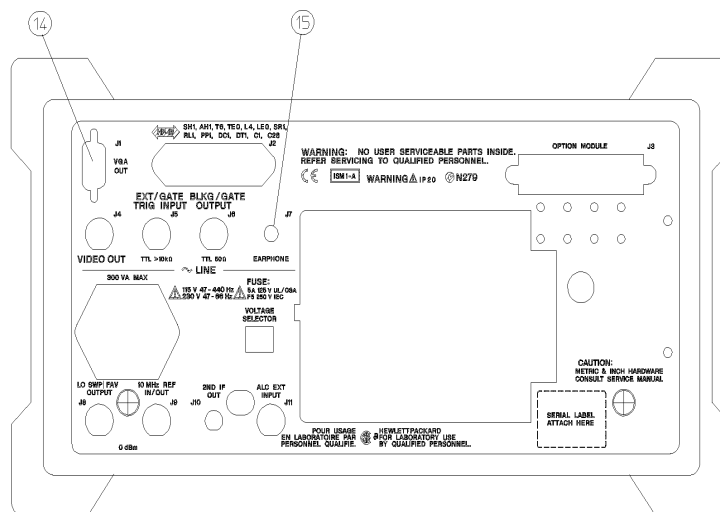 14
15
HP-IB
SH1, AH1, T6, TE0, L4, LE0, SR1,
RL1, PP1, DC1, DT1, C1, C28
J1
J2
J3
VGA
OUT
WARNING: NO USER SERVICEABLE PARTS INSIDE.
REFER SERVICING TO QUALIFIED PERSONNEL.
OPTION MODULE
CE
ISM 1-A
WARNING IP 20
N279
EXT/GATE BLKG/GATE
TRIG INPUT OUTPUT
J4
J5
J6
J7
VIDEO OUT
TTL >10kΩ
TTL 50Ω
EARPHONE
~ LINE
300 VA MAX
115 V 47-440 Hz
230 V 47-66 Hz
FUSE:
5A 125 V UL/CSA
F5 250 V IEC
VOLTAGE
SELECTOR
CAUTION:
METRIC & INCH HARDWARE
CONSULT SERVICE MANUAL
LO SWP|FAV
OUTPUT
10 MHz REF
IN/OUT
2ND IF
OUT
ALC EXT
INPUT
J8
J9
J10
J11
0 dBm
SERIAL LABEL
ATTACH HERE
POUR USAGE
EN LABORATOIRE PAR
PERSONNEL QUALIFIE.
HEWLETTPACKARD
FOR LABORATORY USE
BY QUALIFIED PERSONNEL.